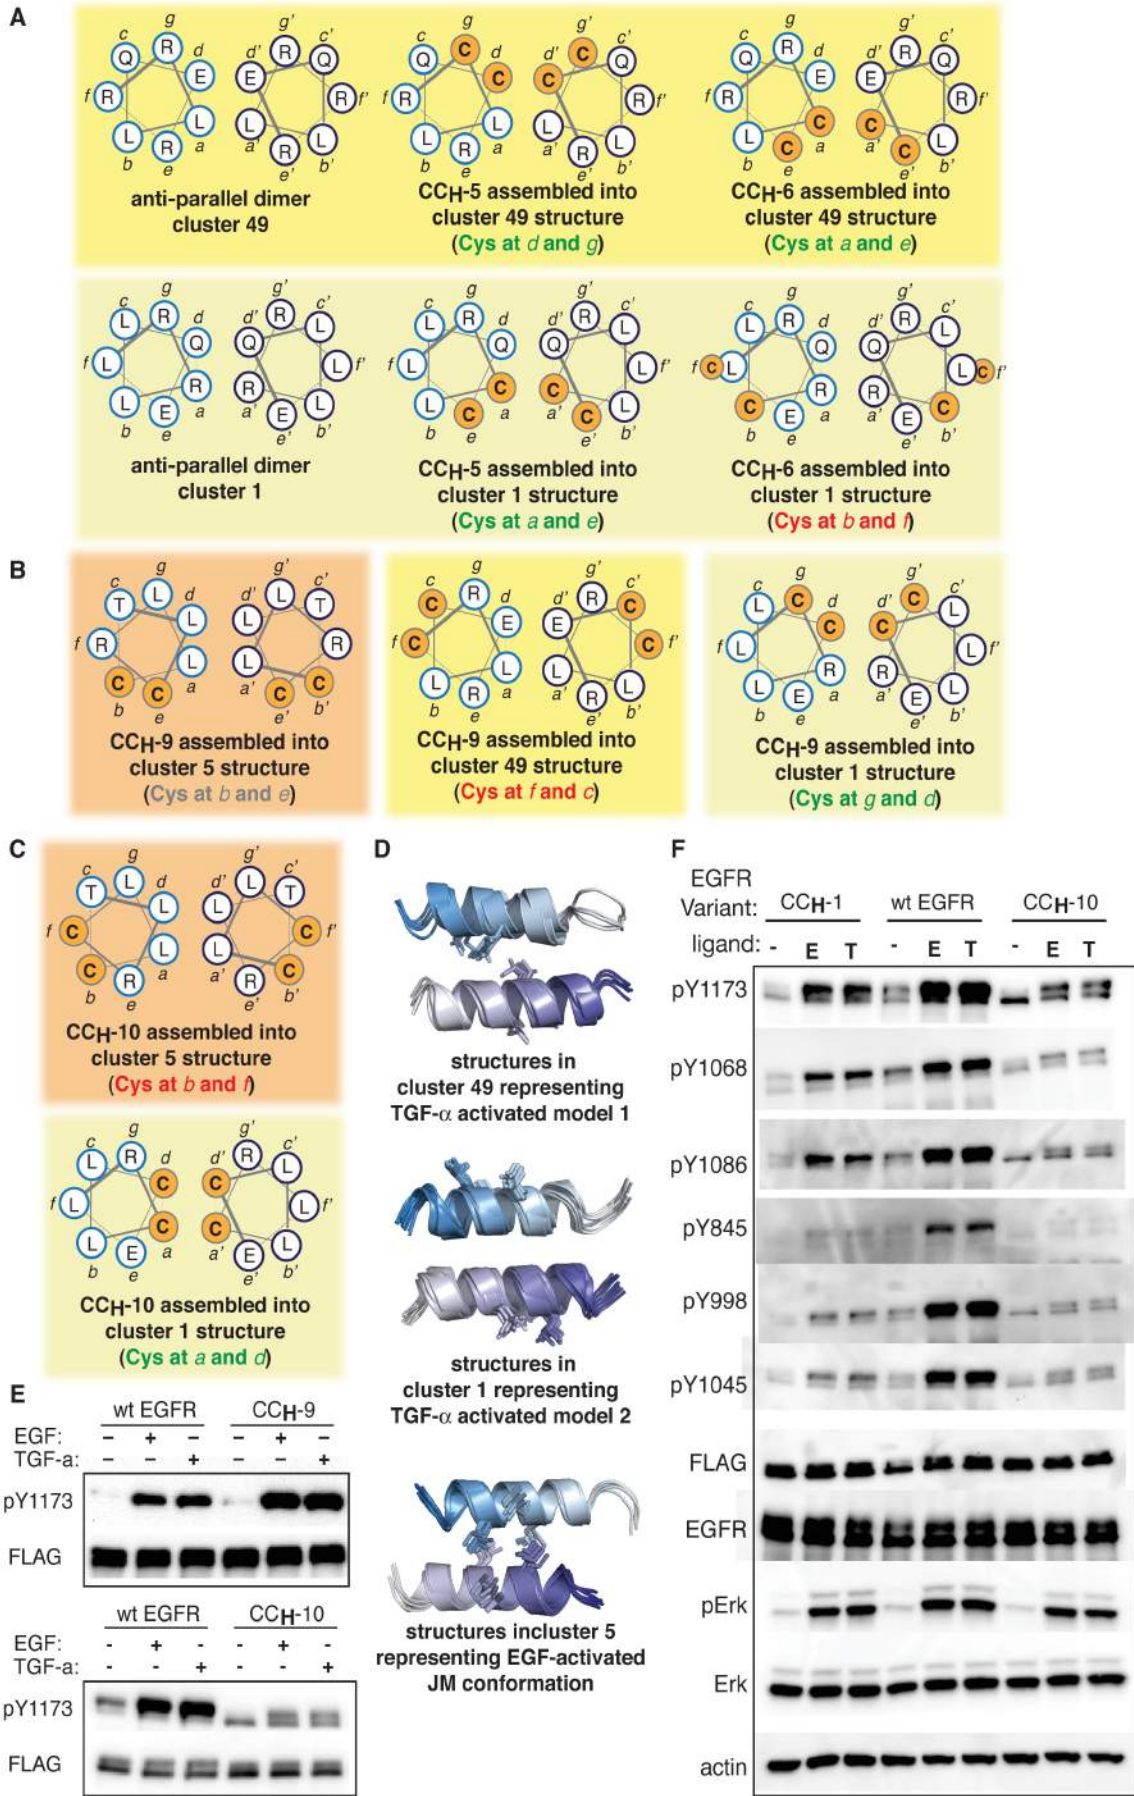 A
c g d Q R E L R L R f b e a
g' d' c' R E Q R L L R f' a' e' b'
c g d Q C C L R L R f b e a
g' d' c' C C Q R L L R f' a' e' b'
c g d Q R E C C L R f b e a
g' d' c' R E Q R L C C f' a' e' b'
anti-parallel dimer
cluster 49
CCH-5 assembled into
cluster 49 structure
(Cys at d and g)
CCH-6 assembled into
cluster 49 structure
(Cys at a and e)
c g d L R Q R E L L f b e a
g' d' c' R Q L L L E R f' a' e' b'
c g d L R Q C C L L f b e a
g' d' c' R Q L L L C C f' a' e' b'
c g d L R Q R E C C L f b e a
g' d' c' R Q L L C C E R f' a' e' b'
anti-parallel dimer
cluster 1
CCH-5 assembled into
cluster 1 structure
(Cys at a and e)
CCH-6 assembled into
cluster 1 structure
(Cys at b and f)
B
c g d T L L L C C R f b e a
g' d' c' L L T R C C L a' e' b'
c g d C R E L R L C f b e a
g' d' c' R E C C L R L f' a' e' b'
c g d L C C R E L L f b e a
g' d' c' C C L L L E R f' a' e' b'
CCH-9 assembled into
cluster 5 structure
(Cys at b and e)
CCH-9 assembled into
cluster 49 structure
(Cys at f and c)
CCH-9 assembled into
cluster 1 structure
(Cys at g and d)
C
c g d T L L L R C C f b e a
g' d' c' L L T C C R L f' a' e' b'
CCH-10 assembled into
cluster 5 structure
(Cys at b and f)
c g d L R C C E L L f b e a
g' d' c' R C L L L E C f' a' e' b'
CCH-10 assembled into
cluster 1 structure
(Cys at a and d)
D
structures in
cluster 49 representing
TGF-α activated model 1
structures in
cluster 1 representing
TGF-α activated model 2
structures incluster 5
representing EGF-activated
JM conformation
E
wt EGFR CCH-9
EGF: - + - - + -
TGF-a: - - + - - +
pY1173
FLAG
wt EGFR CCH-10
EGF: - + - - + -
TGF-a: - - + - - +
pY1173
FLAG
F
EGFR
Variant: CCH-1 wt EGFR CCH-10
ligand: - E T - E T - E T
pY1173
pY1068
pY1086
pY845
pY998
pY1045
FLAG
EGFR
pErk
Erk
actin